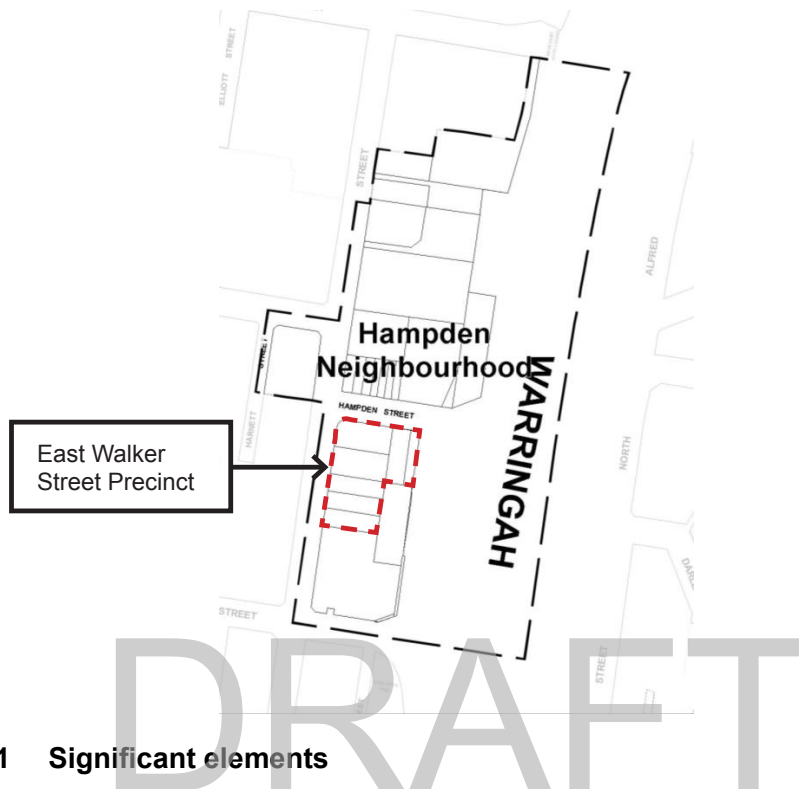 STREET
ELLIOTT
STREET
ALFRED
Hampden
Neighbourhood
STREET
WARRINGAH
HAMPDEN STREET
HARNETT
NORTH
East Walker
Street Precinct
STREET
STREET
DRAFT
1 Significant elements